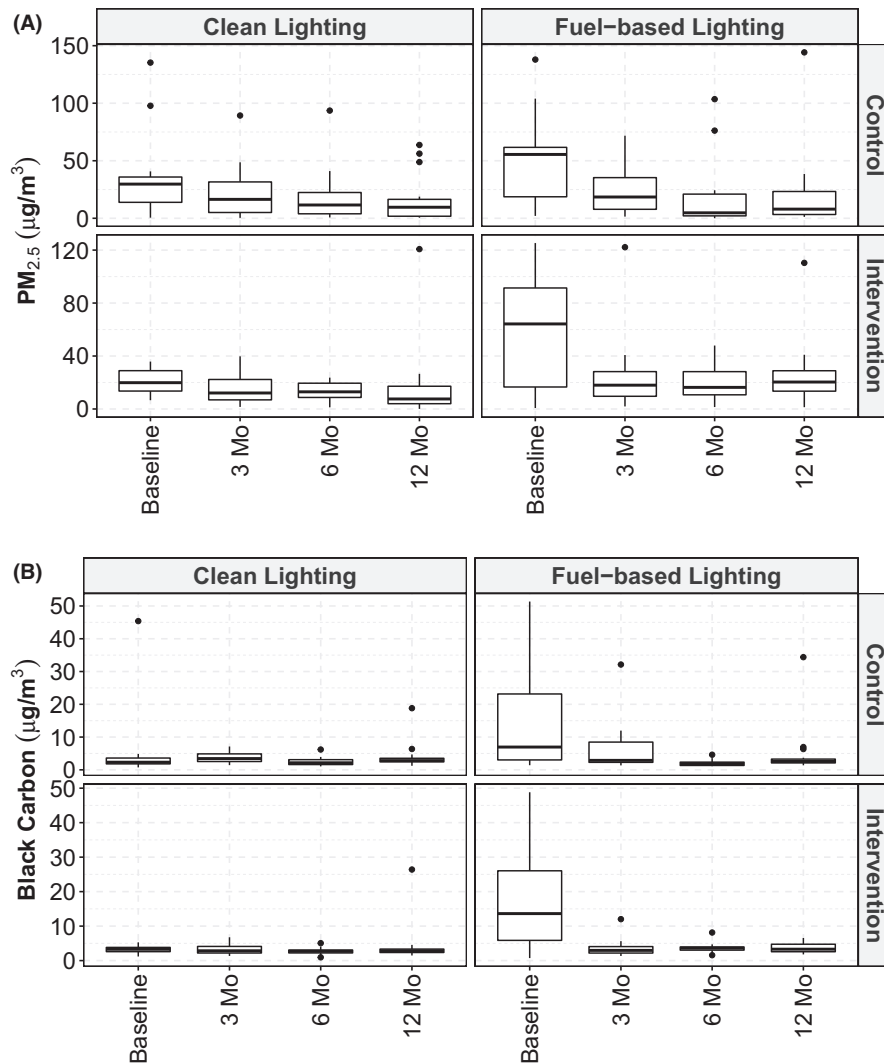 (A)
Clean Lighting
Fuel−based Lighting
150
100
50
0
Control
120
80
40
0
Intervention
PM2.5 (µg/m³)
Baseline
3 Mo
6 Mo
12 Mo
Baseline
3 Mo
6 Mo
12 Mo
(B)
Clean Lighting
Fuel−based Lighting
50
40
30
20
10
0
Control
50
40
30
20
10
0
Intervention
Black Carbon (µg/m³)
Baseline
3 Mo
6 Mo
12 Mo
Baseline
3 Mo
6 Mo
12 Mo